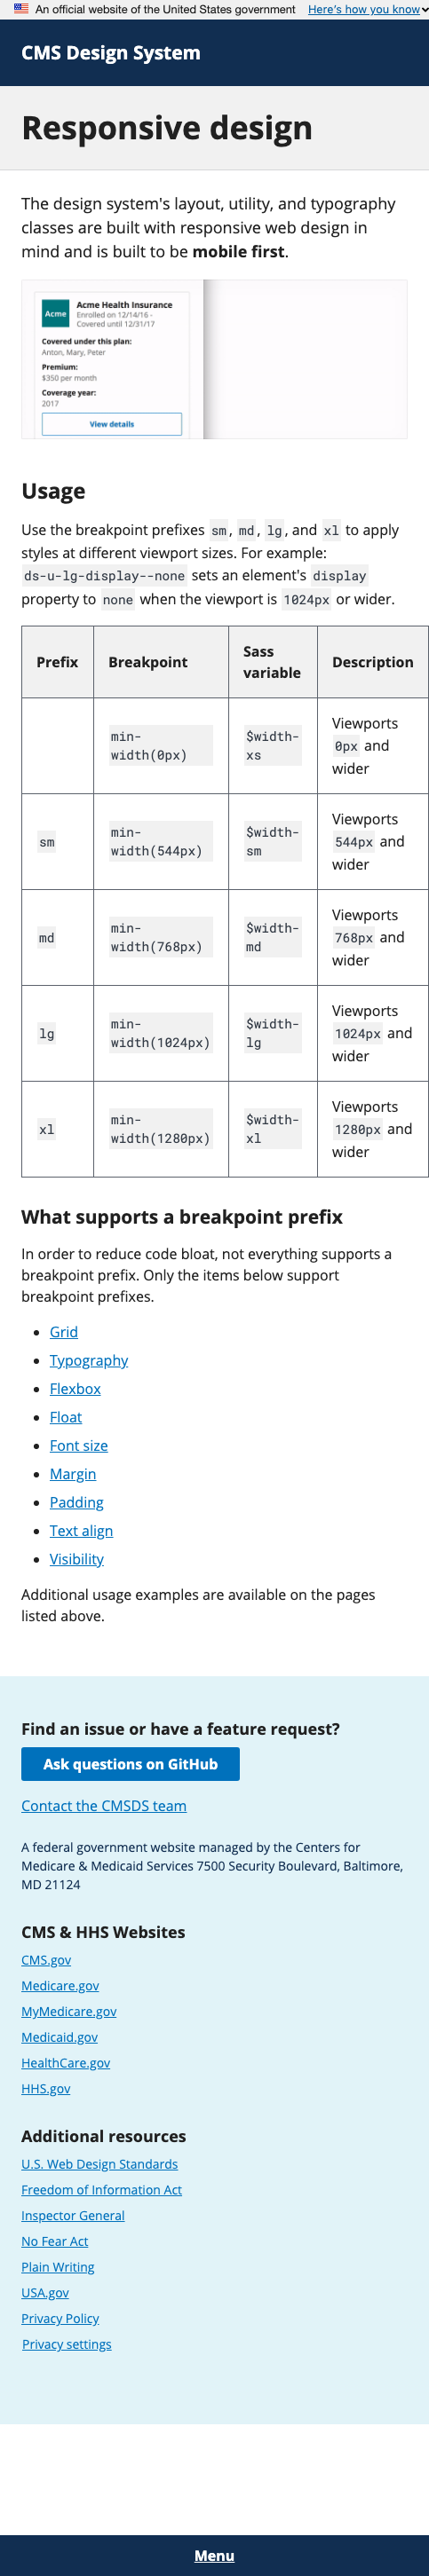 An official website of the United States government Here's how you know
CMS Design System
Responsive design
The design system's layout, utility, and typography
classes are built with responsive web design in
mind and is built to be mobile first.
Acme
Acme Health Insurance
Enrolled on 12/14/16 -
Covered until 12/31/17
Covered under this plan:
Anton, Mary, Peter
Premium:
$350 per month
Coverage year:
2017
View details
Usage
Use the breakpoint prefixes sm, md, lg, and xl to apply
styles at different viewport sizes. For example:
ds-u-lg-display--none sets an element's display
property to none when the viewport is 1024px or wider.
Prefix Breakpoint Sass variable Description
min-width(0px) $width-xs Viewports 0px and wider
sm min-width(544px) $width-sm Viewports 544px and wider
md min-width(768px) $width-md Viewports 768px and wider
lg min-width(1024px) $width-lg Viewports 1024px and wider
xl min-width(1280px) $width-xl Viewports 1280px and wider
What supports a breakpoint prefix
In order to reduce code bloat, not everything supports a
breakpoint prefix. Only the items below support
breakpoint prefixes.
Grid
Typography
Flexbox
Float
Font size
Margin
Padding
Text align
Visibility
Additional usage examples are available on the pages
listed above.
Find an issue or have a feature request?
Ask questions on GitHub
Contact the CMSDS team
A federal government website managed by the Centers for
Medicare & Medicaid Services 7500 Security Boulevard, Baltimore,
MD 21124
CMS & HHS Websites
CMS.gov
Medicare.gov
MyMedicare.gov
Medicaid.gov
HealthCare.gov
HHS.gov
Additional resources
U.S. Web Design Standards
Freedom of Information Act
Inspector General
No Fear Act
Plain Writing
USA.gov
Privacy Policy
Privacy settings
Menu